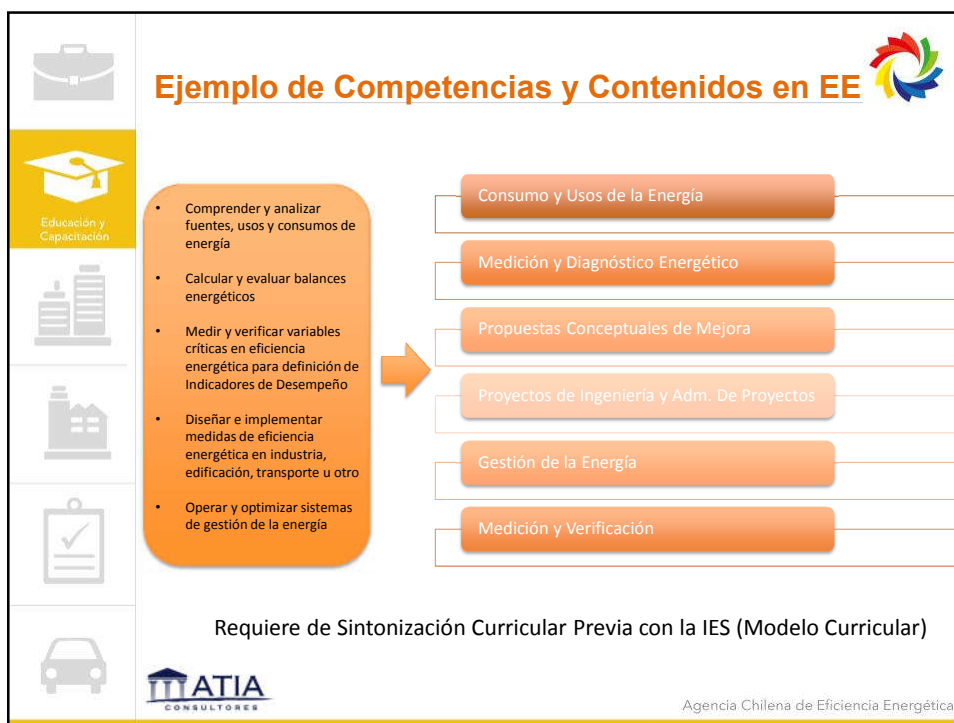 Ejemplo de Competencias y Contenidos en EE
Educación y
Capacitación
• Comprender y analizar
fuentes, usos y consumos de
energía
• Calcular y evaluar balances
energéticos
• Medir y verificar variables
críticas en eficiencia
energética para definición de
Indicadores de Desempeño
• Diseñar e implementar
medidas de eficiencia
energética en industria,
edificación, transporte u otro
• Operar y optimizar sistemas
de gestión de la energía
Consumo y Usos de la Energía
Medición y Diagnóstico Energético
Propuestas Conceptuales de Mejora
Proyectos de Ingeniería y Adm. De Proyectos
Gestión de la Energía
Medición y Verificación
Requiere de Sintonización Curricular Previa con la IES (Modelo Curricular)
ATIA
CONSULTORES
Agencia Chilena de Eficiencia Energética